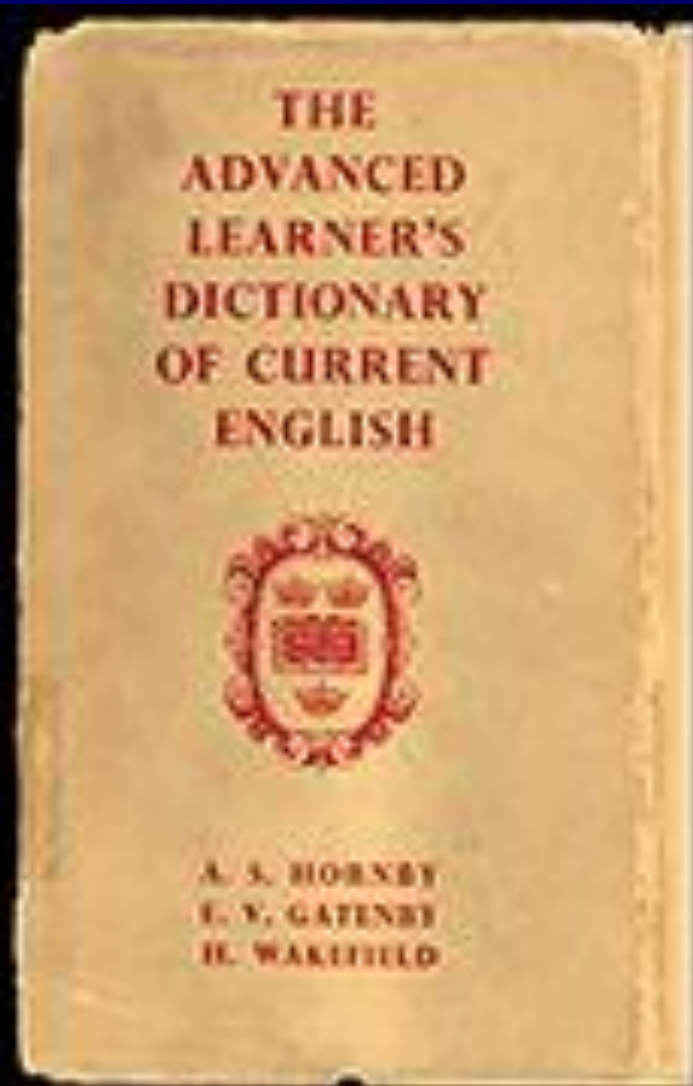 THE
ADVANCED
LEARNER'S
DICTIONARY
OF CURRENT
ENGLISH
A. S. HORNBY
E. V. GATENBY
H. WAKEFIELD